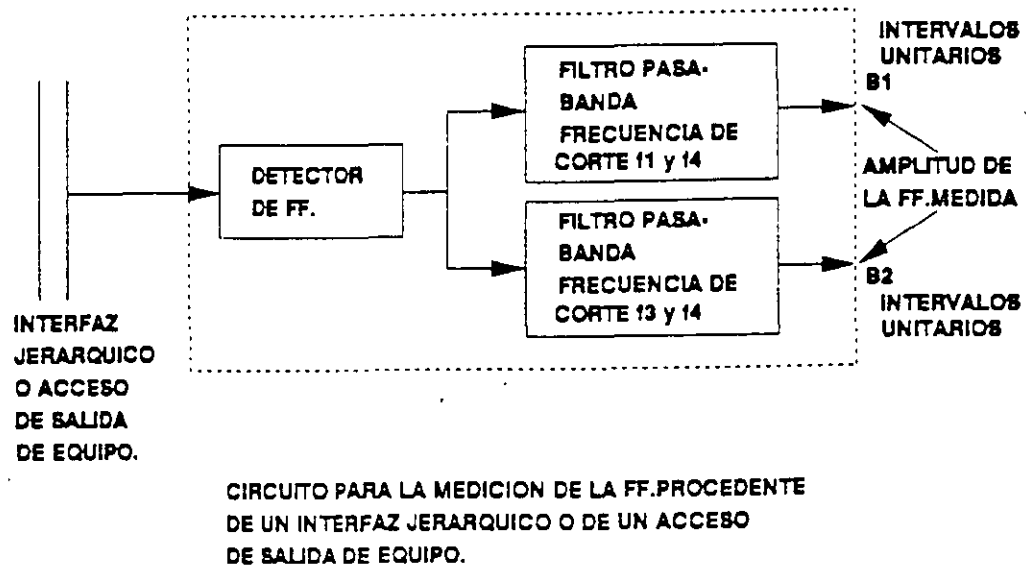 INTERVALOS
UNITARIOS
B1
FILTRO PASA-
BANDA
FRECUENCIA DE
CORTE f1 y f4
DETECTOR
DE FF.
AMPLITUD DE
LA FF.MEDIDA
FILTRO PASA-
BANDA
FRECUENCIA DE
CORTE f3 y f4
B2
INTERVALOS
UNITARIOS
INTERFAZ
JERARQUICO
O ACCESO
DE SALIDA
DE EQUIPO.
CIRCUITO PARA LA MEDICION DE LA FF.PROCEDENTE
DE UN INTERFAZ JERARQUICO O DE UN ACCESO
DE SALIDA DE EQUIPO.